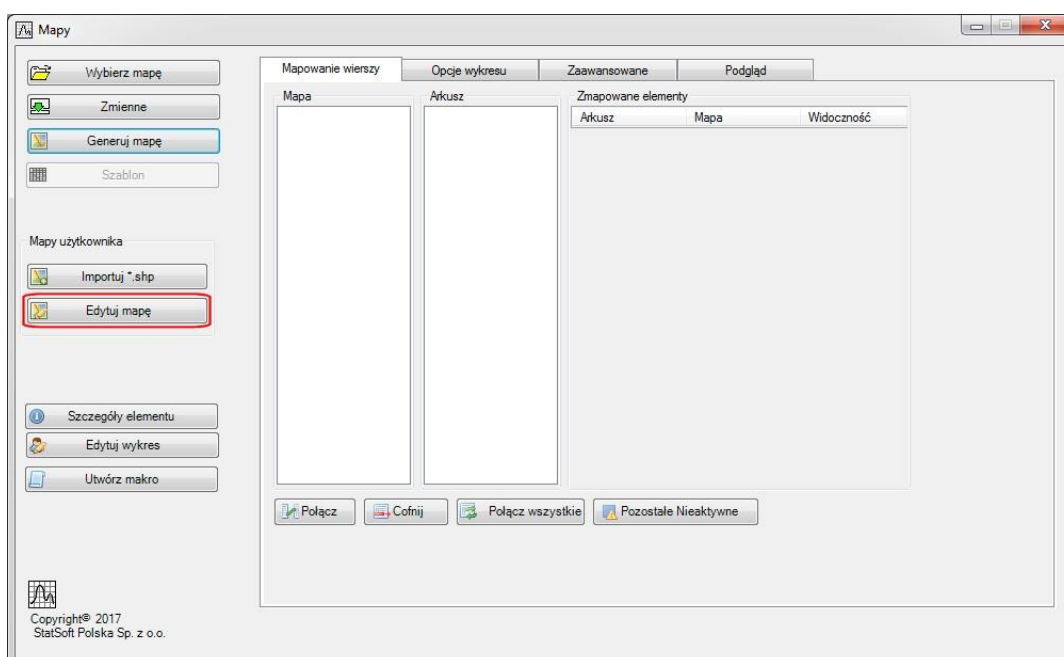 Mapy
Wybierz mapę
Zmienne
Generuj mapę
Szablon
Mapy użytkownika
Importuj *.shp
Edytuj mapę
Szczegóły elementu
Edytuj wykres
Utwórz makro
Copyright© 2017
StatSoft Polska Sp. z o.o.
Mapowanie wierszy Opcje wykresu Zaawansowane Podgląd
Mapa Arkusz Zmapowane elementy
Arkusz Mapa Widoczność
Połącz Cofnij Połącz wszystkie Pozostałe Nieaktywne